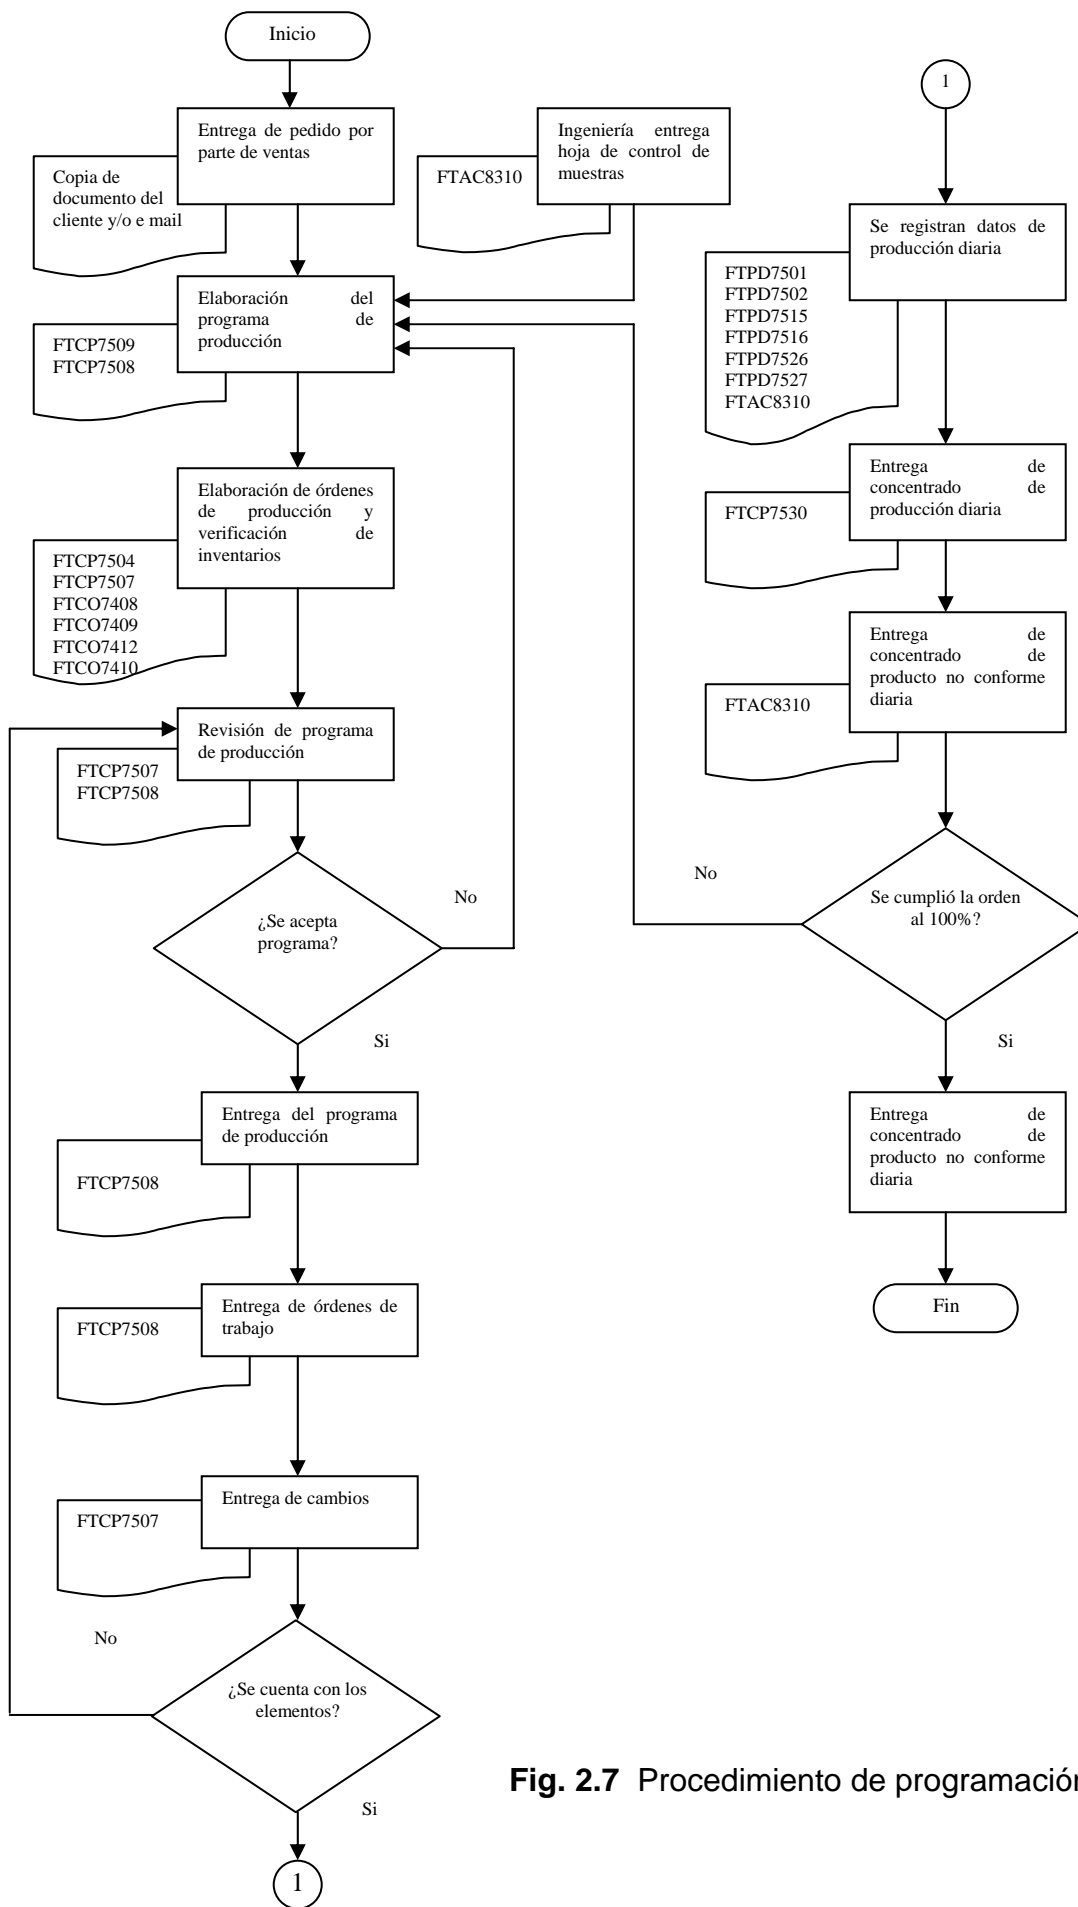 Inicio
Entrega de pedido por
parte de ventas
Copia de
documento del
cliente y/o e mail
Ingeniería entrega
hoja de control de
muestras
FTAC8310
Elaboración del
programa de
producción
FTCP7509
FTCP7508
Elaboración de órdenes
de producción y
verificación de
inventarios
FTCP7504
FTCP7507
FTCO7408
FTCO7409
FTCO7412
FTCO7410
Revisión de programa
de producción
FTCP7507
FTCP7508
¿Se acepta
programa?
No
Si
Entrega del programa
de producción
FTCP7508
Entrega de órdenes de
trabajo
FTCP7508
Entrega de cambios
FTCP7507
No
¿Se cuenta con los
elementos?
Si
1
1
Se registran datos de
producción diaria
FTPD7501
FTPD7502
FTPD7515
FTPD7516
FTPD7526
FTPD7527
FTAC8310
Entrega de
concentrado de
producción diaria
FTCP7530
Entrega de
concentrado de
producto no conforme
diaria
FTAC8310
No
Se cumplió la orden
al 100%?
Si
Entrega de
concentrado de
producto no conforme
diaria
Fin
Fig. 2.7 Procedimiento de programación